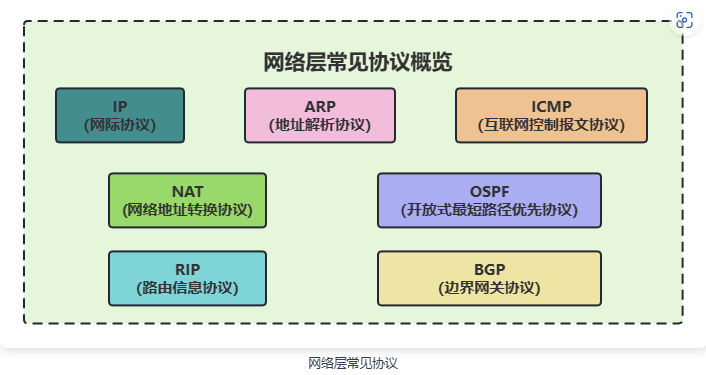 网络层常见协议概览
IP
(网际协议)
ARP
(地址解析协议)
ICMP
(互联网控制报文协议)
NAT
(网络地址转换协议)
OSPF
(开放式最短路径优先协议)
RIP
(路由信息协议)
BGP
(边界网关协议)
网络层常见协议